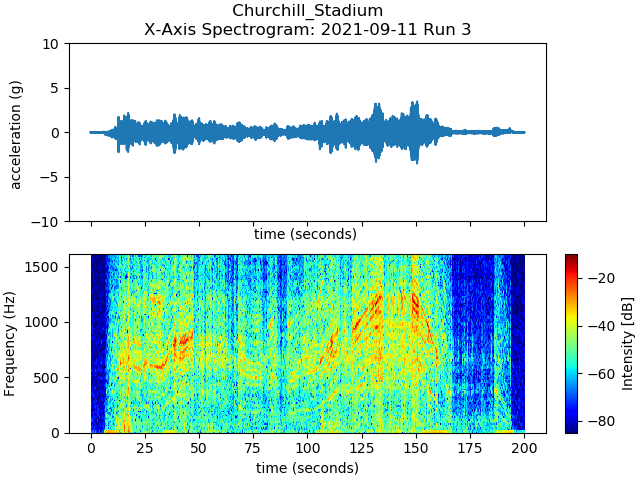 Churchill_Stadium
X-Axis Spectrogram: 2021-09-11 Run 3
10
5
0
−5
−10
acceleration (g)
time (seconds)
1500
1000
500
0
Frequency (Hz)
0 25 50 75 100 125 150 175 200
time (seconds)
−20
−40
−60
−80
Intensity [dB]